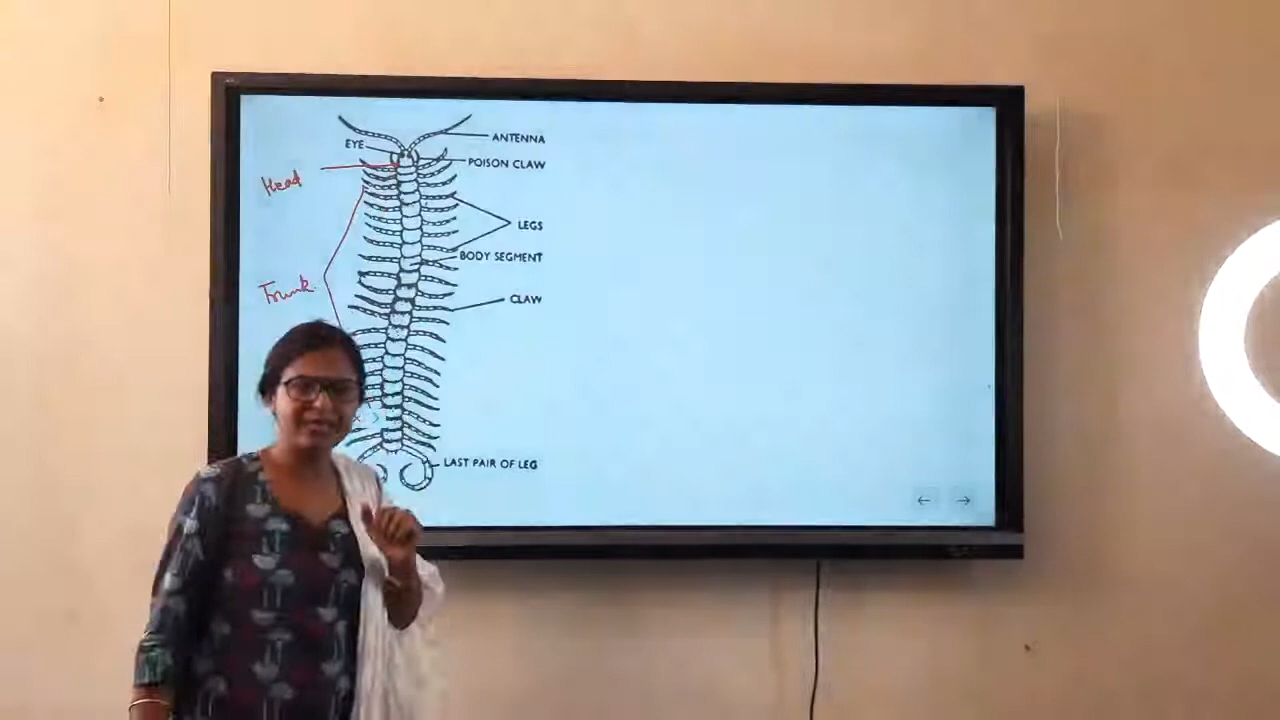 ANTENNA
EYE
POISON CLAW
Head
LEGS
BODY SEGMENT
Trunk
CLAW
LAST PAIR OF LEG